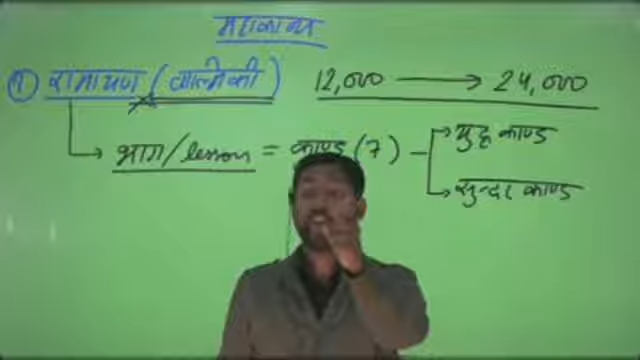 महाकाव्य
① रामायण (वाल्मीकी) 12,000 → 24,000
→ भाग/lesson = काण्ड (7) → युद्ध काण्ड
→ सुन्दर काण्ड